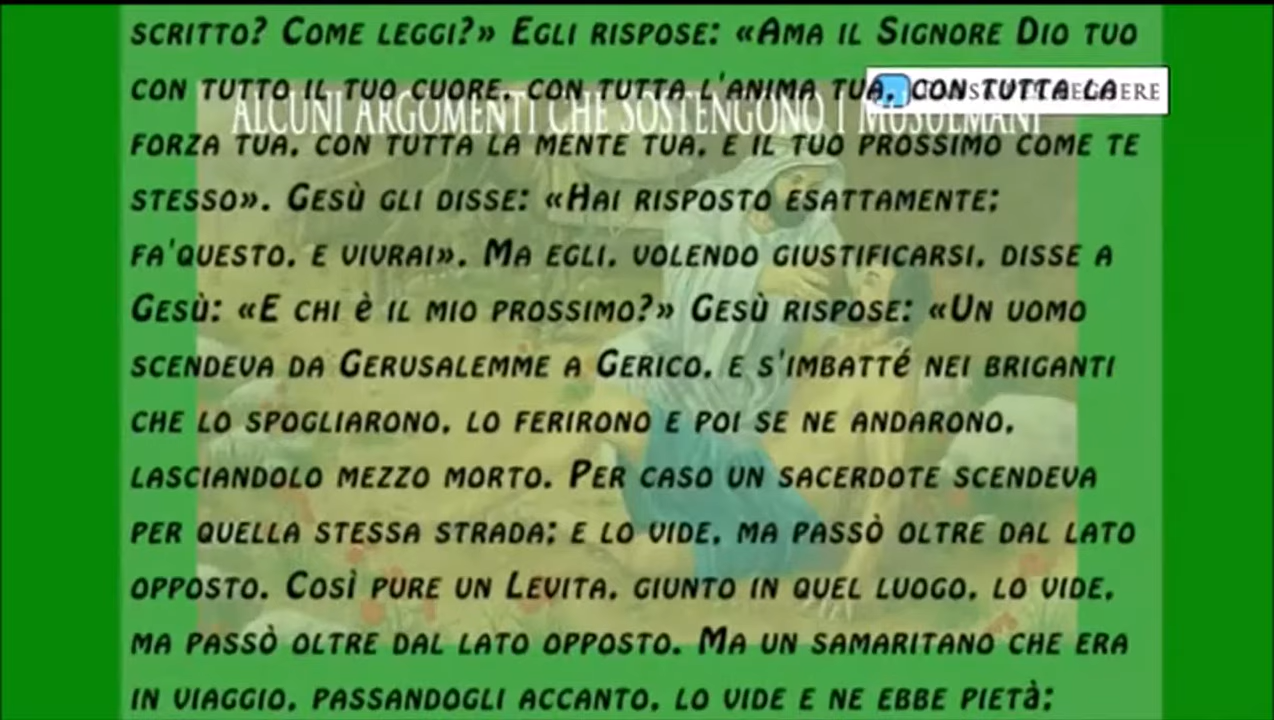 SCRITTO? COME LEGGI?» EGLI RISPOSE: «AMA IL SIGNORE DIO TUO
CON TUTTO IL TUO CUORE, CON TUTTA L'ANIMA TUA, CON TUTTA LA
ALCUNI ARGOMENTI CHE SOSTENGONO I MUSULMANI
FORZA TUA, CON TUTTA LA MENTE TUA, E IL TUO PROSSIMO COME TE
STESSO». GESÙ GLI DISSE: «HAI RISPOSTO ESATTAMENTE;
FA'QUESTO, E VIVRAI». MA EGLI, VOLENDO GIUSTIFICARSI, DISSE A
GESÙ: «E CHI È IL MIO PROSSIMO?» GESÙ RISPOSE: «UN UOMO
SCENDEVA DA GERUSALEMME A GERICO, E S'IMBATTÉ NEI BRIGANTI
CHE LO SPOGLIARONO, LO FERIRONO E POI SE NE ANDARONO,
LASCIANDOLO MEZZO MORTO. PER CASO UN SACERDOTE SCENDEVA
PER QUELLA STESSA STRADA; E LO VIDE, MA PASSÒ OLTRE DAL LATO
OPPOSTO. COSÌ PURE UN LEVITA, GIUNTO IN QUEL LUOGO, LO VIDE,
MA PASSÒ OLTRE DAL LATO OPPOSTO. MA UN SAMARITANO CHE ERA
IN VIAGGIO, PASSANDOGLI ACCANTO, LO VIDE E NE EBBE PIETÀ;